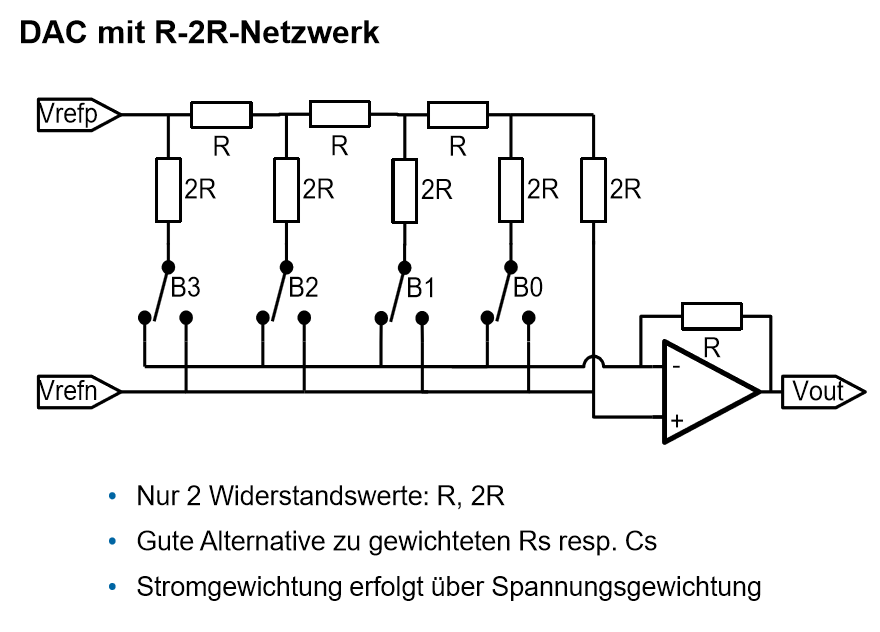 DAC mit R-2R-Netzwerk
Vrefp
R
R
R
2R
2R
2R
2R
2R
B3
B2
B1
B0
R
-
Vrefn
Vout
+
• Nur 2 Widerstandswerte: R, 2R
• Gute Alternative zu gewichteten Rs resp. Cs
• Stromgewichtung erfolgt über Spannungsgewichtung